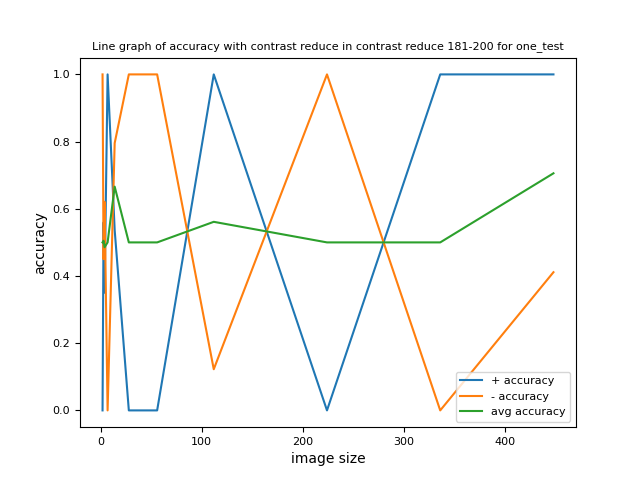 Line graph of accuracy with contrast reduce in contrast reduce 181-200 for one_test
1.0
0.8
0.6
0.4
0.2
0.0
accuracy
0 100 200 300 400
image size
+ accuracy
- accuracy
avg accuracy